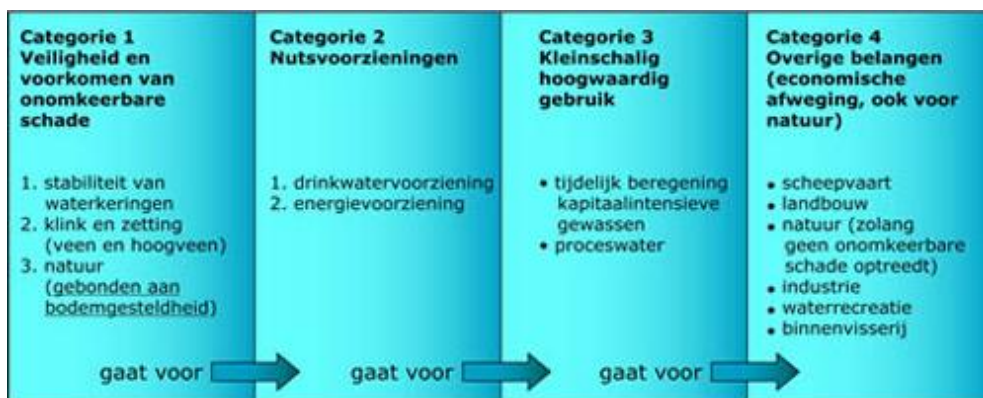 Categorie 1
Veiligheid en
voorkomen van
onomkeerbare
schade
1. stabiliteit van
waterkeringen
2. klink en zetting
(veen en hoogveen)
3. natuur
(gebonden aan
bodemgesteldheid)
gaat voor
Categorie 2
Nutsvoorzieningen
1. drinkwatervoorziening
2. energievoorziening
gaat voor
Categorie 3
Kleinschalig
hoogwaardig
gebruik
• tijdelijk beregening
kapitaalintensieve
gewassen
• proceswater
gaat voor
Categorie 4
Overige belangen
(economische
afweging, ook voor
natuur)
• scheepvaart
• landbouw
• natuur (zolang
geen onomkeerbare
schade optreedt)
• industrie
• waterrecreatie
• binnenvisserij